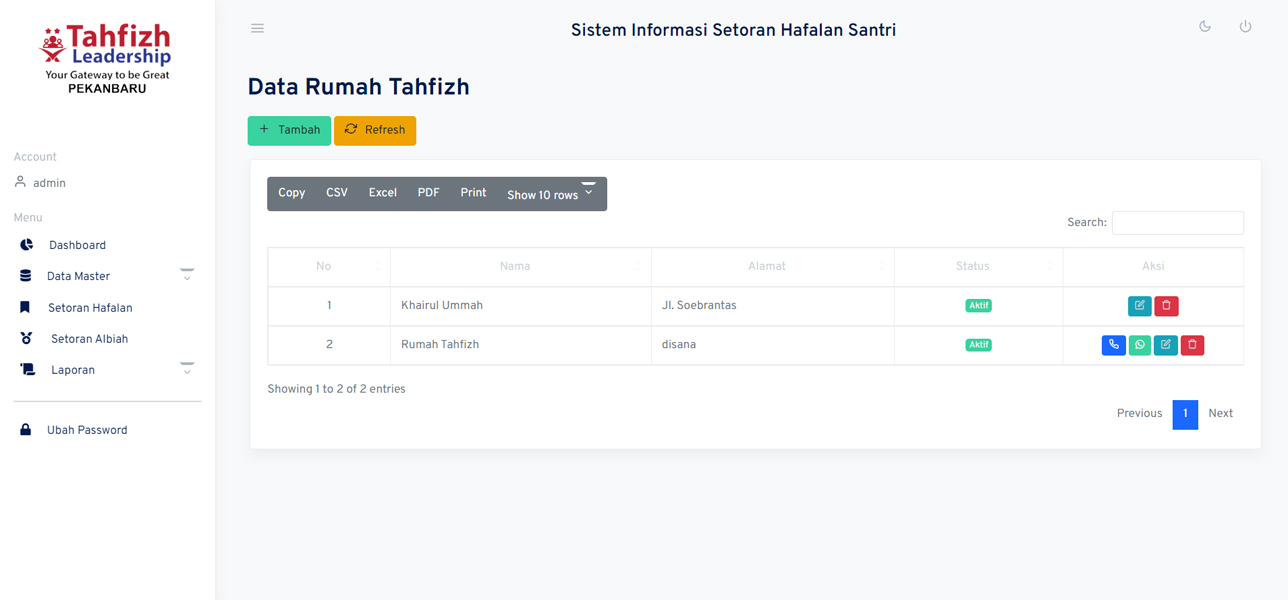 Tahfizh
Leadership
Your Gateway to be Great
PEKANBARU
Account
admin
Menu
Dashboard
Data Master
Setoran Hafalan
Setoran Albiah
Laporan
Ubah Password
Sistem Informasi Setoran Hafalan Santri
Data Rumah Tahfizh
Tambah Refresh
Copy CSV Excel PDF Print Show 10 rows
Search:
No Nama Alamat Status Aksi
1 Khairul Ummah Jl. Soebrantas Aktif
2 Rumah Tahfizh disana Aktif
Showing 1 to 2 of 2 entries
Previous 1 Next